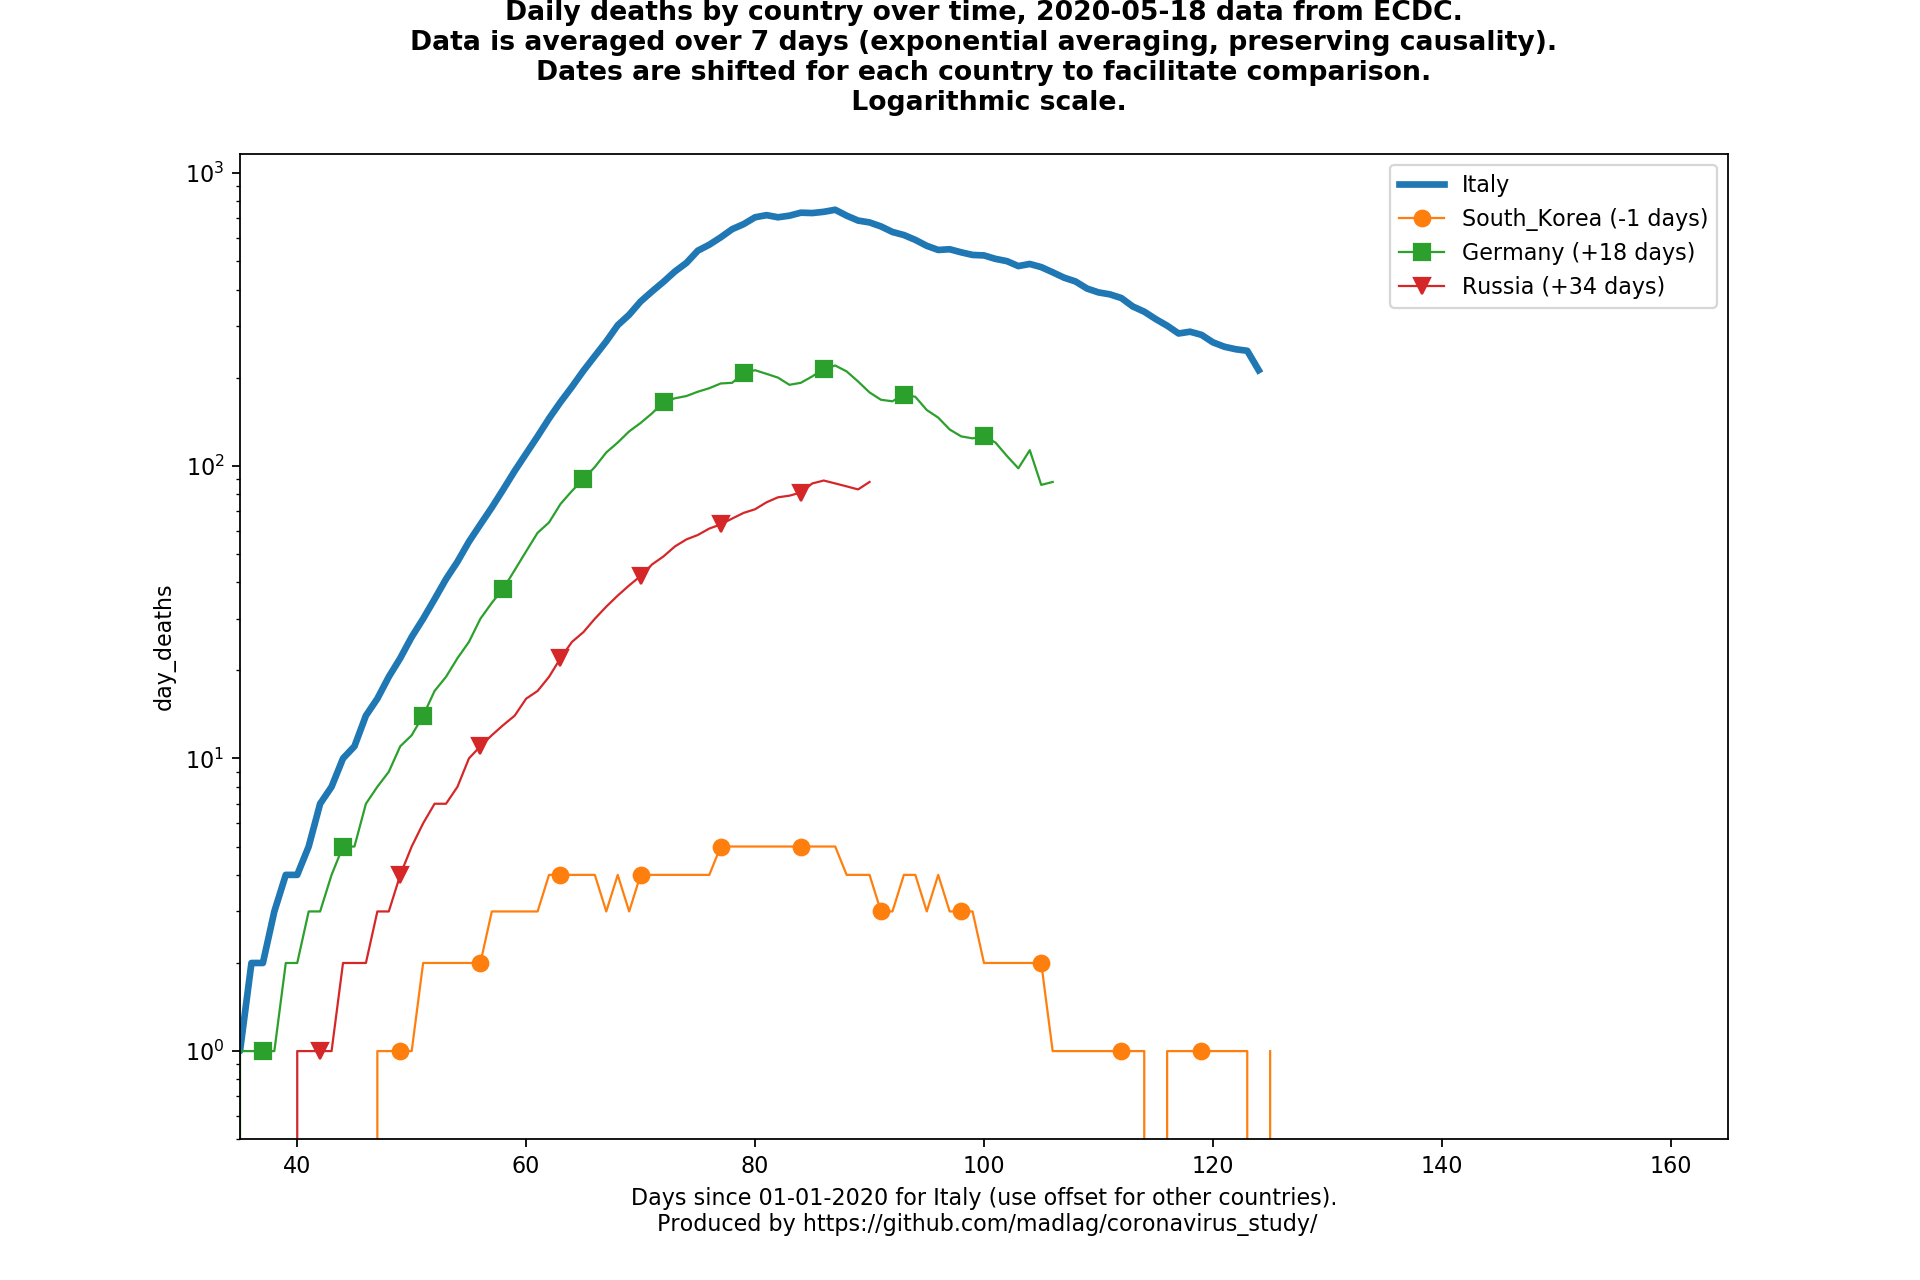 Daily deaths by country over time, 2020-05-18 data from ECDC.
Data is averaged over 7 days (exponential averaging, preserving causality).
Dates are shifted for each country to facilitate comparison.
Logarithmic scale.
10³
10²
10¹
10⁰
day_deaths
Italy
South_Korea (-1 days)
Germany (+18 days)
Russia (+34 days)
40 60 80 100 120 140 160
Days since 01-01-2020 for Italy (use offset for other countries).
Produced by https://github.com/madlag/coronavirus_study/